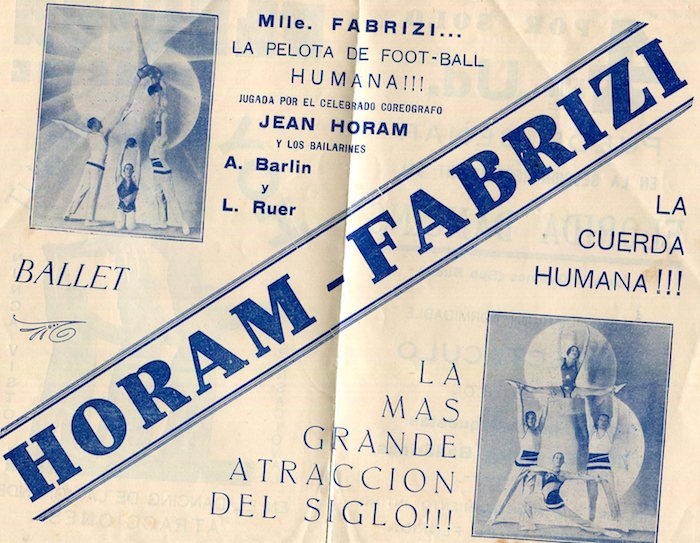 Mlle. FABRIZI...
LA PELOTA DE FOOT-BALL
HUMANA!!!
JUGADA POR EL CELEBRADO COREOGRAFO
JEAN HORAM
Y LOS BAILARINES
A. Barlin
y
L. Ruer
BALLET
HORAM - FABRIZI
LA
CUERDA
HUMANA!!!
LA
MAS
GRANDE
ATRACCION
DEL SIGLO!!!